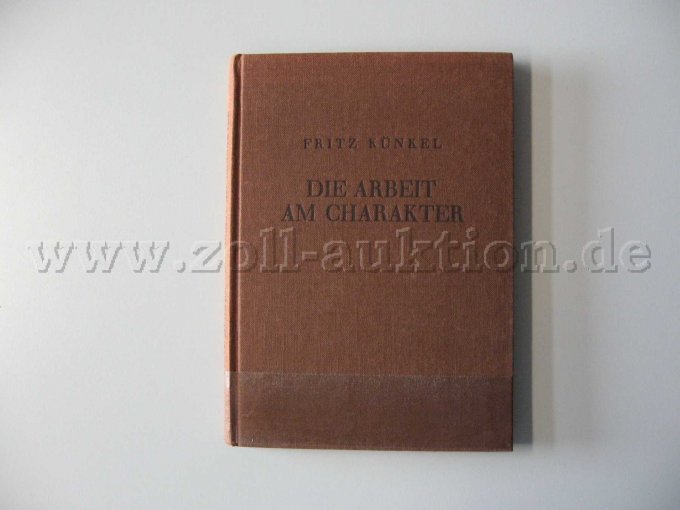 FRITZ KÜNKEL
DIE ARBEIT
AM CHARAKTER
www.zoll-auktion.de